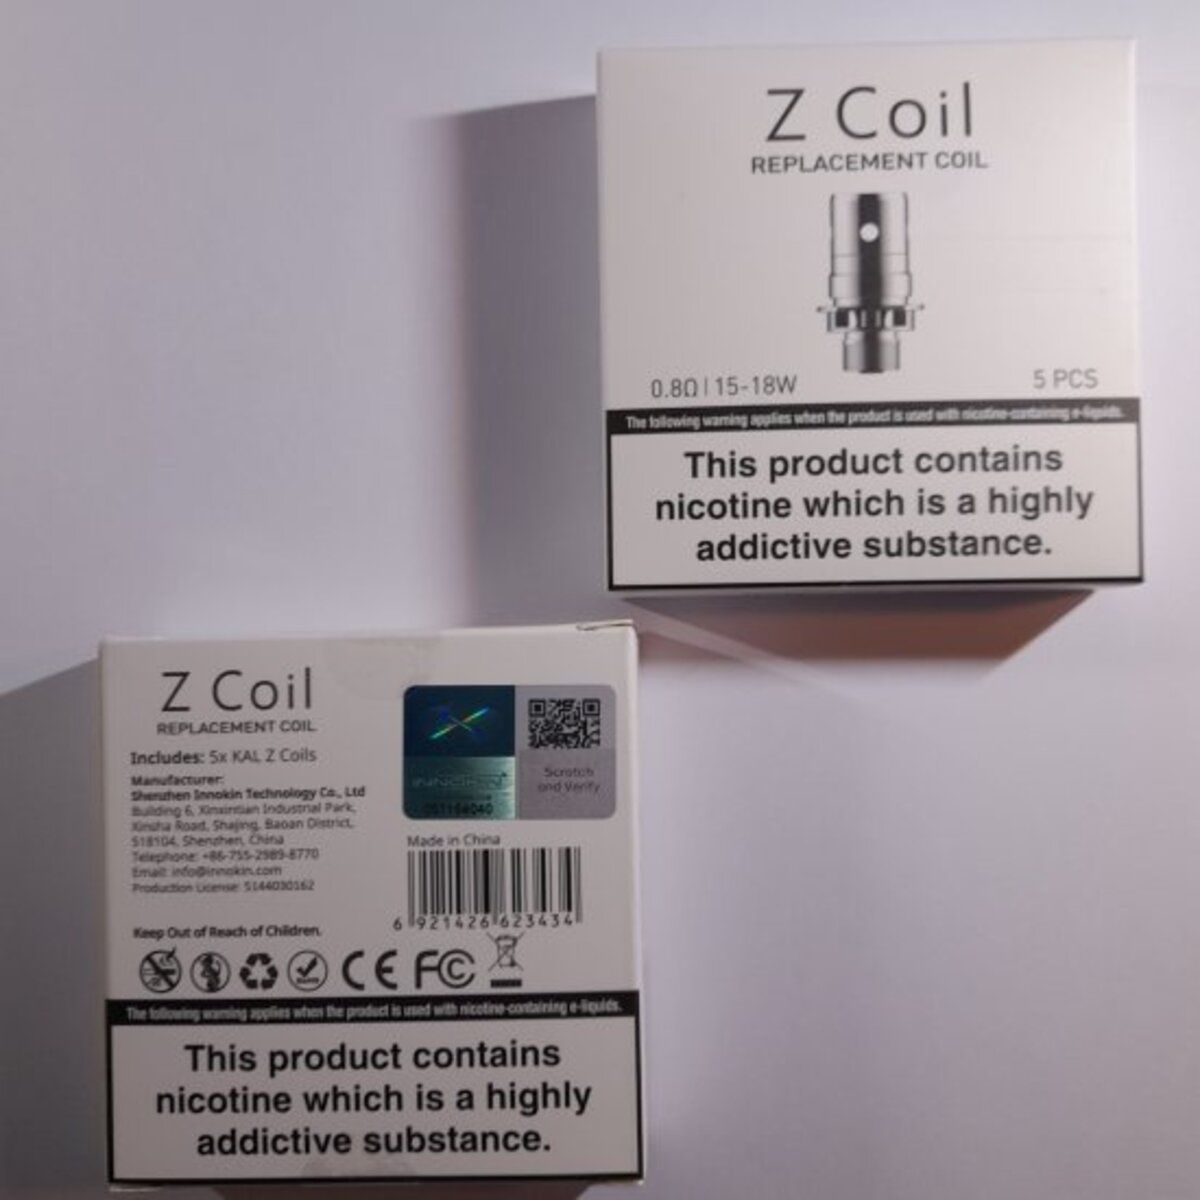 Z Coil
REPLACEMENT COIL
0.8Ω | 15-18W
5 PCS
The following warning applies when the product is used with nicotine-containing e-liquids.
This product contains
nicotine which is a highly
addictive substance.
Z Coil
REPLACEMENT COIL
Includes: 5x KAL Z Coils
Manufacturer:
Shenzhen Innokin Technology Co., Ltd
Building 6, Xinxintian Industrial Park,
Xinsha Road, Shajing, Baoan District,
518104, Shenzhen, China
Telephone: +86-755-2989-8770
Email: info@innokin.com
Production License: 5144030162
Keep Out of Reach of Children.
Scratch
and Verify
Made in China
6 921426 623434
CE FC
The following warning applies when the product is used with nicotine-containing e-liquids.
This product contains
nicotine which is a highly
addictive substance.